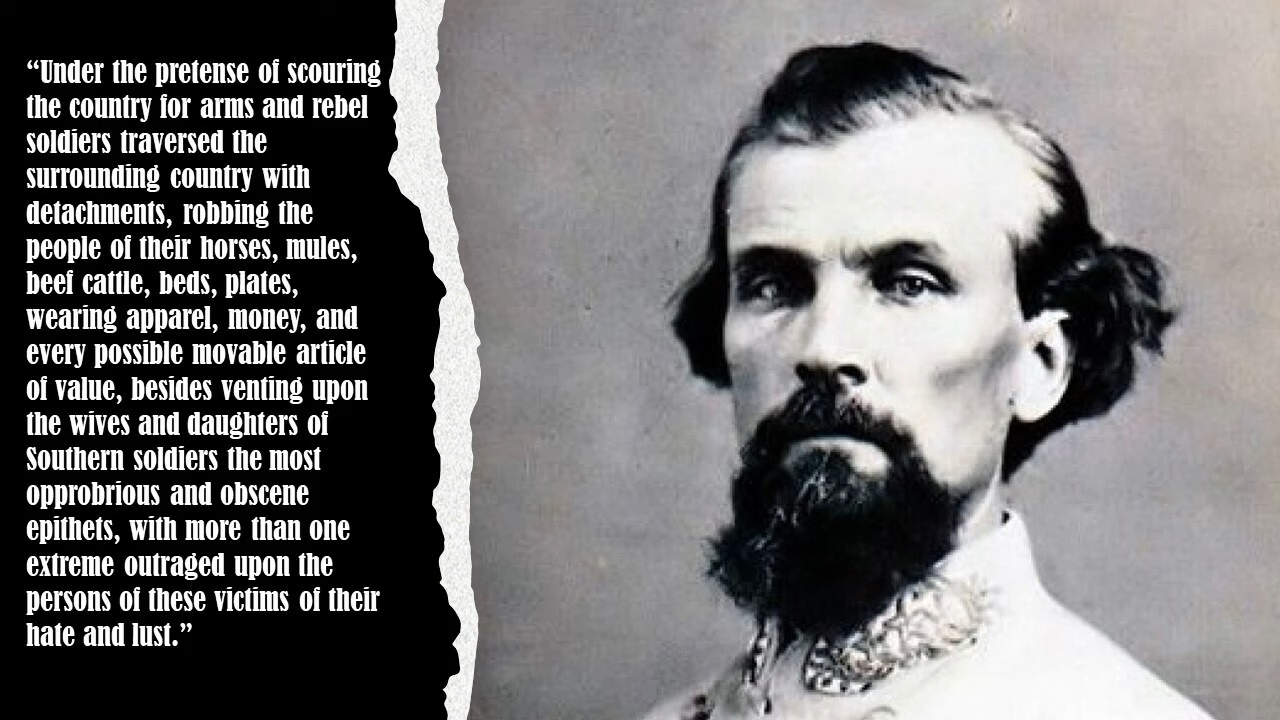 “Under the pretense of scouring
the country for arms and rebel
soldiers traversed the
surrounding country with
detachments, robbing the
people of their horses, mules,
beef cattle, beds, plates,
wearing apparel, money, and
every possible movable article
of value, besides venting upon
the wives and daughters of
Southern soldiers the most
opprobrious and obscene
epithets, with more than one
extreme outraged upon the
persons of these victims of their
hate and lust.”